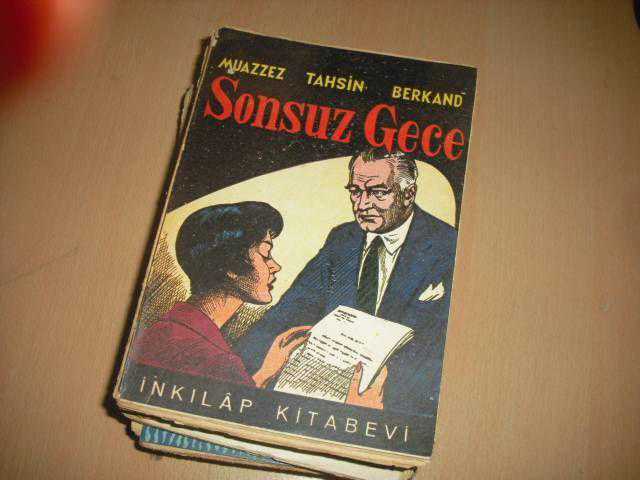 MUAZZEZ TAHSİN BERKAND
Sonsuz Gece
İNKILÂP KİTABEVİ